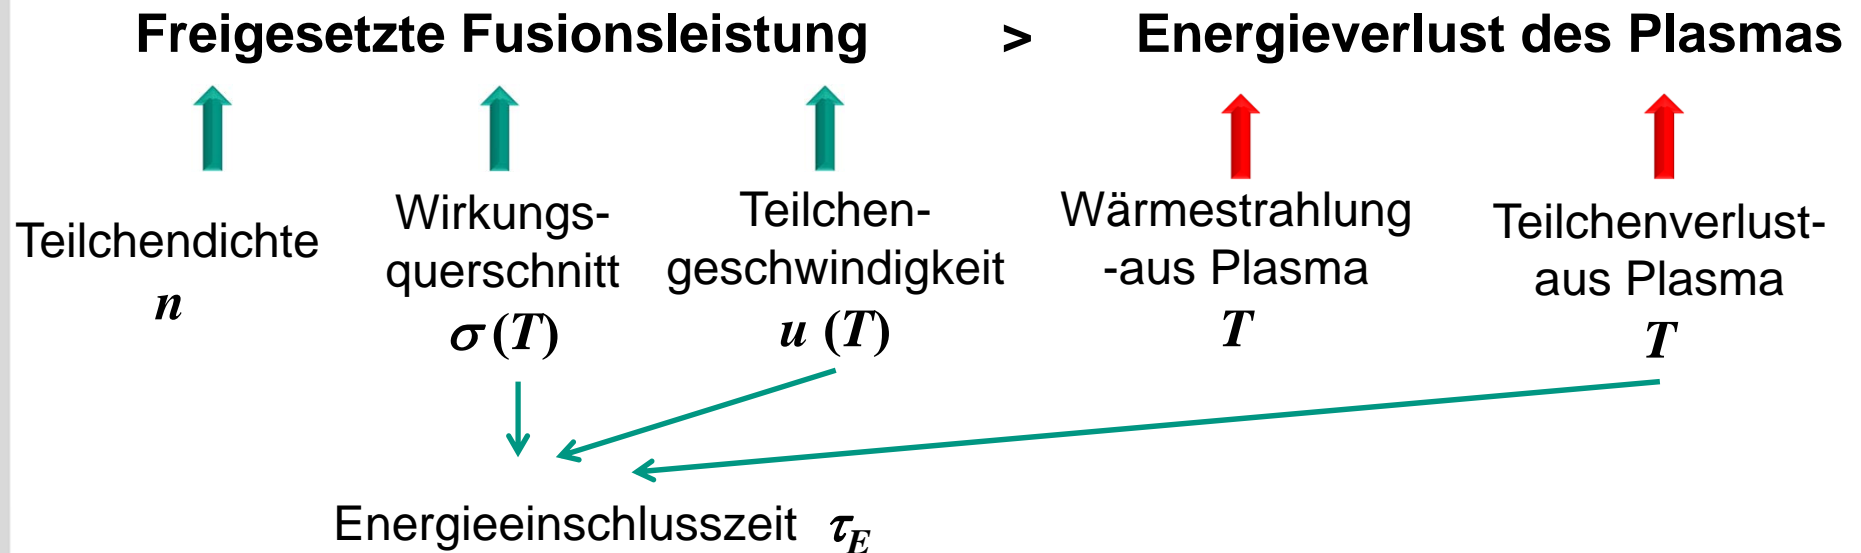 Freigesetzte Fusionsleistung > Energieverlust des Plasmas
Teilchendichte
n
Wirkungs-
querschnitt
σ (T)
Teilchen-
geschwindigkeit
u (T)
Wärmestrahlung
-aus Plasma
T
Teilchenverlust-
aus Plasma
T
Energieeinschlusszeit τE